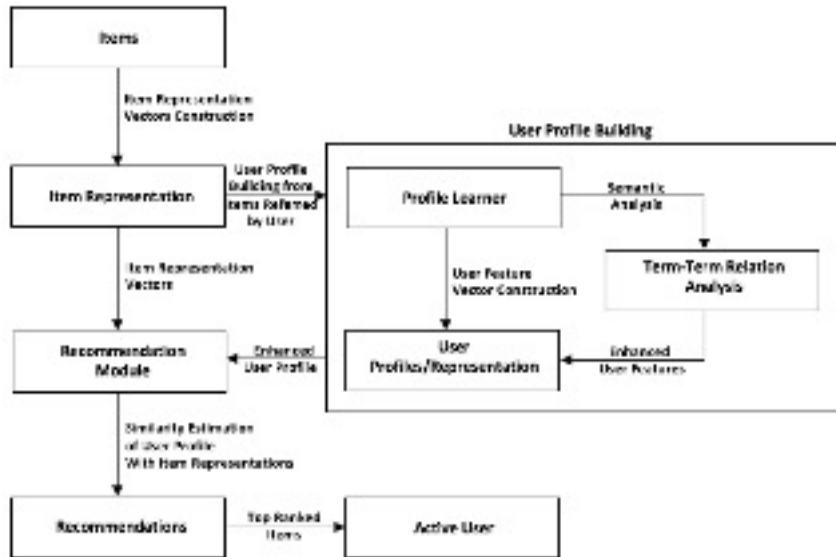 Items
Item Representation
Vectors Construction
User Profile Building
Item Representation
User Profile
Building from
Items Referred
by User
Profile Learner
Semantic
Analysis
Item Representation
Vectors
User Feature
Vector Construction
Term-Term Relation
Analysis
Recommendation
Module
Enhanced
User Profile
User
Profiles/Representation
Enhanced
User Features
Similarity Estimation
of User Profile
With Item Representations
Recommendations
Top Ranked
Items
Active User